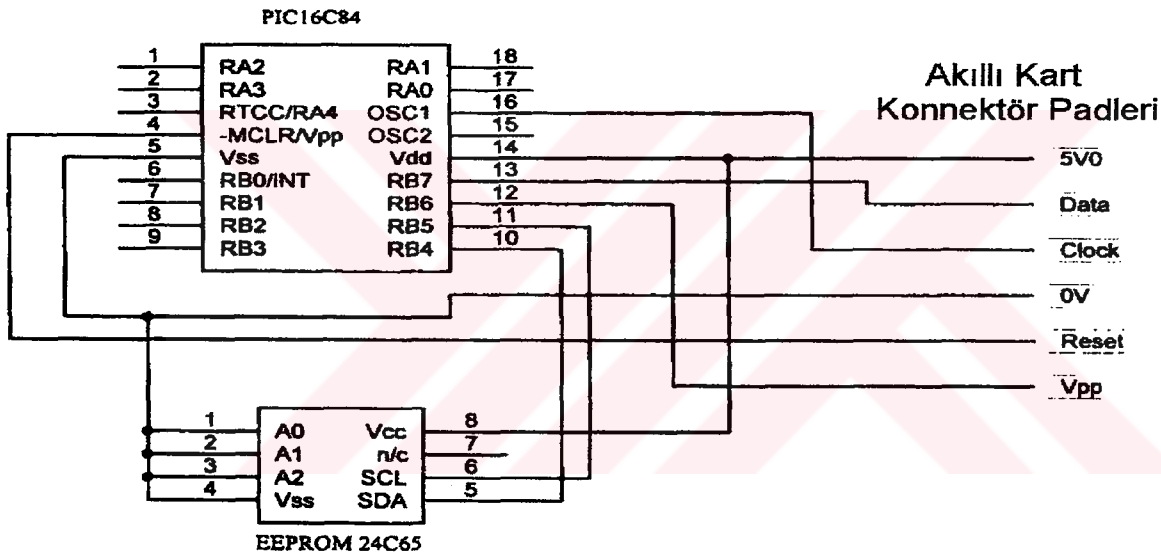 PIC16C84
1 RA2 RA1 18
2 RA3 RA0 17
3 RTCC/RA4 OSC1 16
4 -MCLR/Vpp OSC2 15
5 Vss Vdd 14
6 RB0/INT RB7 13
7 RB1 RB6 12
8 RB2 RB5 11
9 RB3 RB4 10
Akıllı Kart
Konnektör Padleri
5V0
Data
Clock
0V
Reset
Vpp
1 A0 Vcc 8
2 A1 n/c 7
3 A2 SCL 6
4 Vss SDA 5
EEPROM 24C65